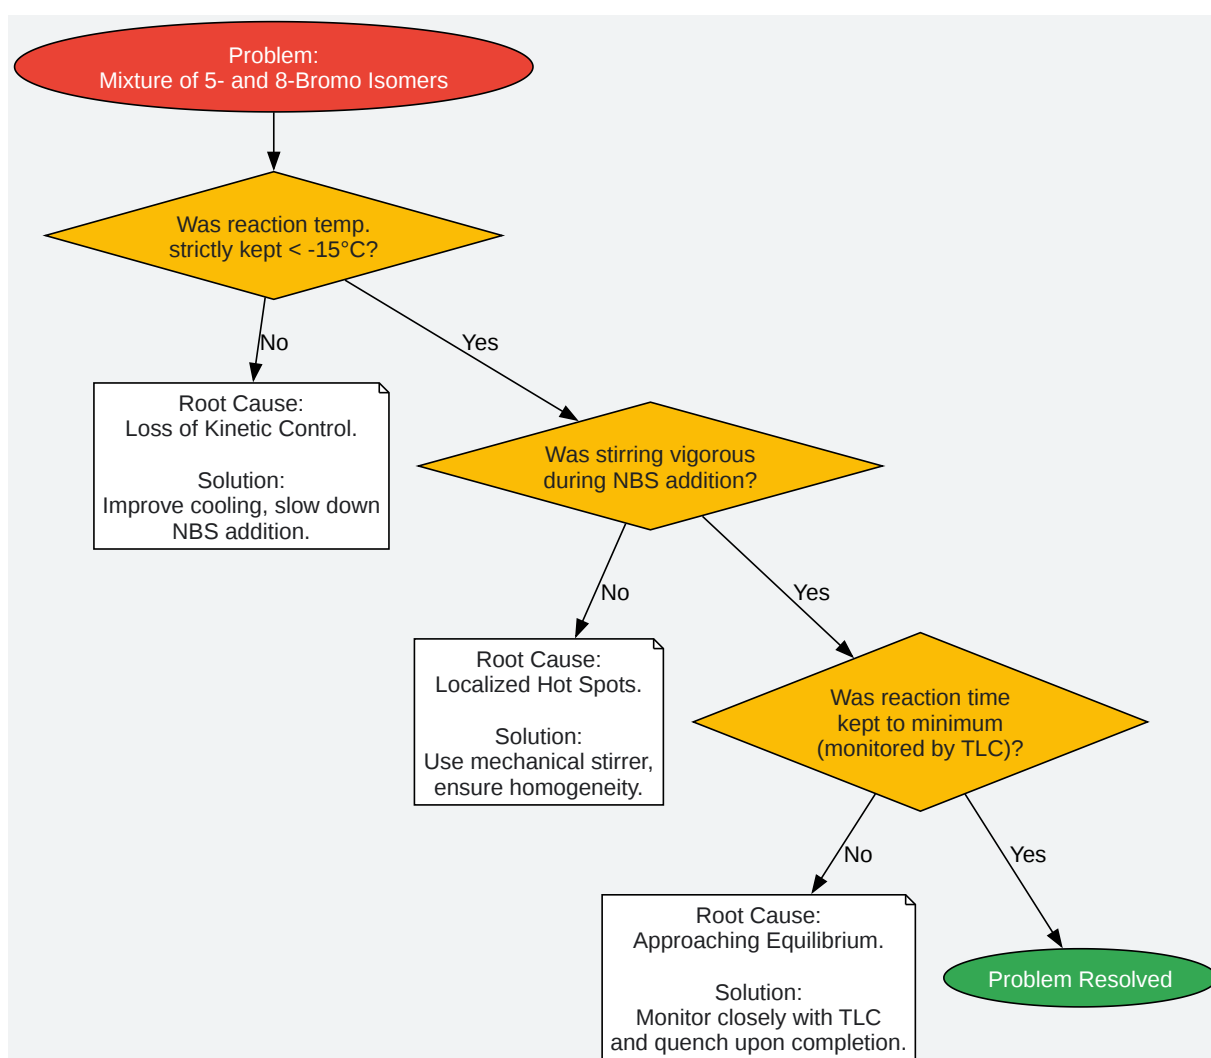 Problem:
Mixture of 5- and 8-Bromo Isomers
Was reaction temp.
strictly kept < -15°C?
No
Yes
Root Cause:
Loss of Kinetic Control.
Solution:
Improve cooling, slow down
NBS addition.
Was stirring vigorous
during NBS addition?
No
Yes
Root Cause:
Localized Hot Spots.
Solution:
Use mechanical stirrer,
ensure homogeneity.
Was reaction time
kept to minimum
(monitored by TLC)?
No
Yes
Root Cause:
Approaching Equilibrium.
Solution:
Monitor closely with TLC
and quench upon completion.
Problem Resolved